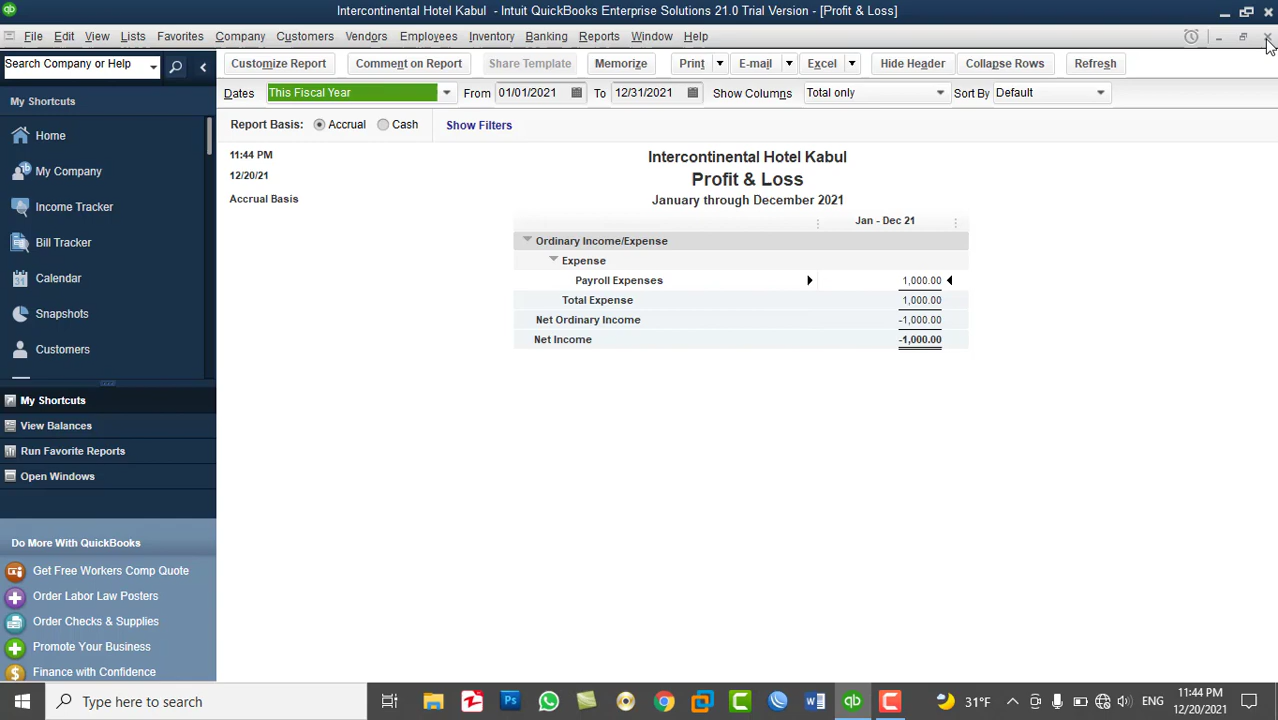 Intercontinental Hotel Kabul - Intuit QuickBooks Enterprise Solutions 21.0 Trial Version - [Profit & Loss]
File Edit View Lists Favorites Company Customers Vendors Employees Inventory Banking Reports Window Help
Search Company or Help
Customize Report Comment on Report Share Template Memorize Print E-mail Excel Hide Header Collapse Rows Refresh
Dates This Fiscal Year From 01/01/2021 To 12/31/2021 Show Columns Total only Sort By Default
Report Basis: Accrual Cash Show Filters
My Shortcuts
Home
My Company
Income Tracker
Bill Tracker
Calendar
Snapshots
Customers
My Shortcuts
View Balances
Run Favorite Reports
Open Windows
Do More With QuickBooks
Get Free Workers Comp Quote
Order Labor Law Posters
Order Checks & Supplies
Promote Your Business
Finance with Confidence
11:44 PM
12/20/21
Accrual Basis
Intercontinental Hotel Kabul
Profit & Loss
January through December 2021
Jan - Dec 21
Ordinary Income/Expense
Expense
Payroll Expenses 1,000.00
Total Expense 1,000.00
Net Ordinary Income -1,000.00
Net Income -1,000.00
Type here to search
31°F
ENG
11:44 PM
12/20/2021